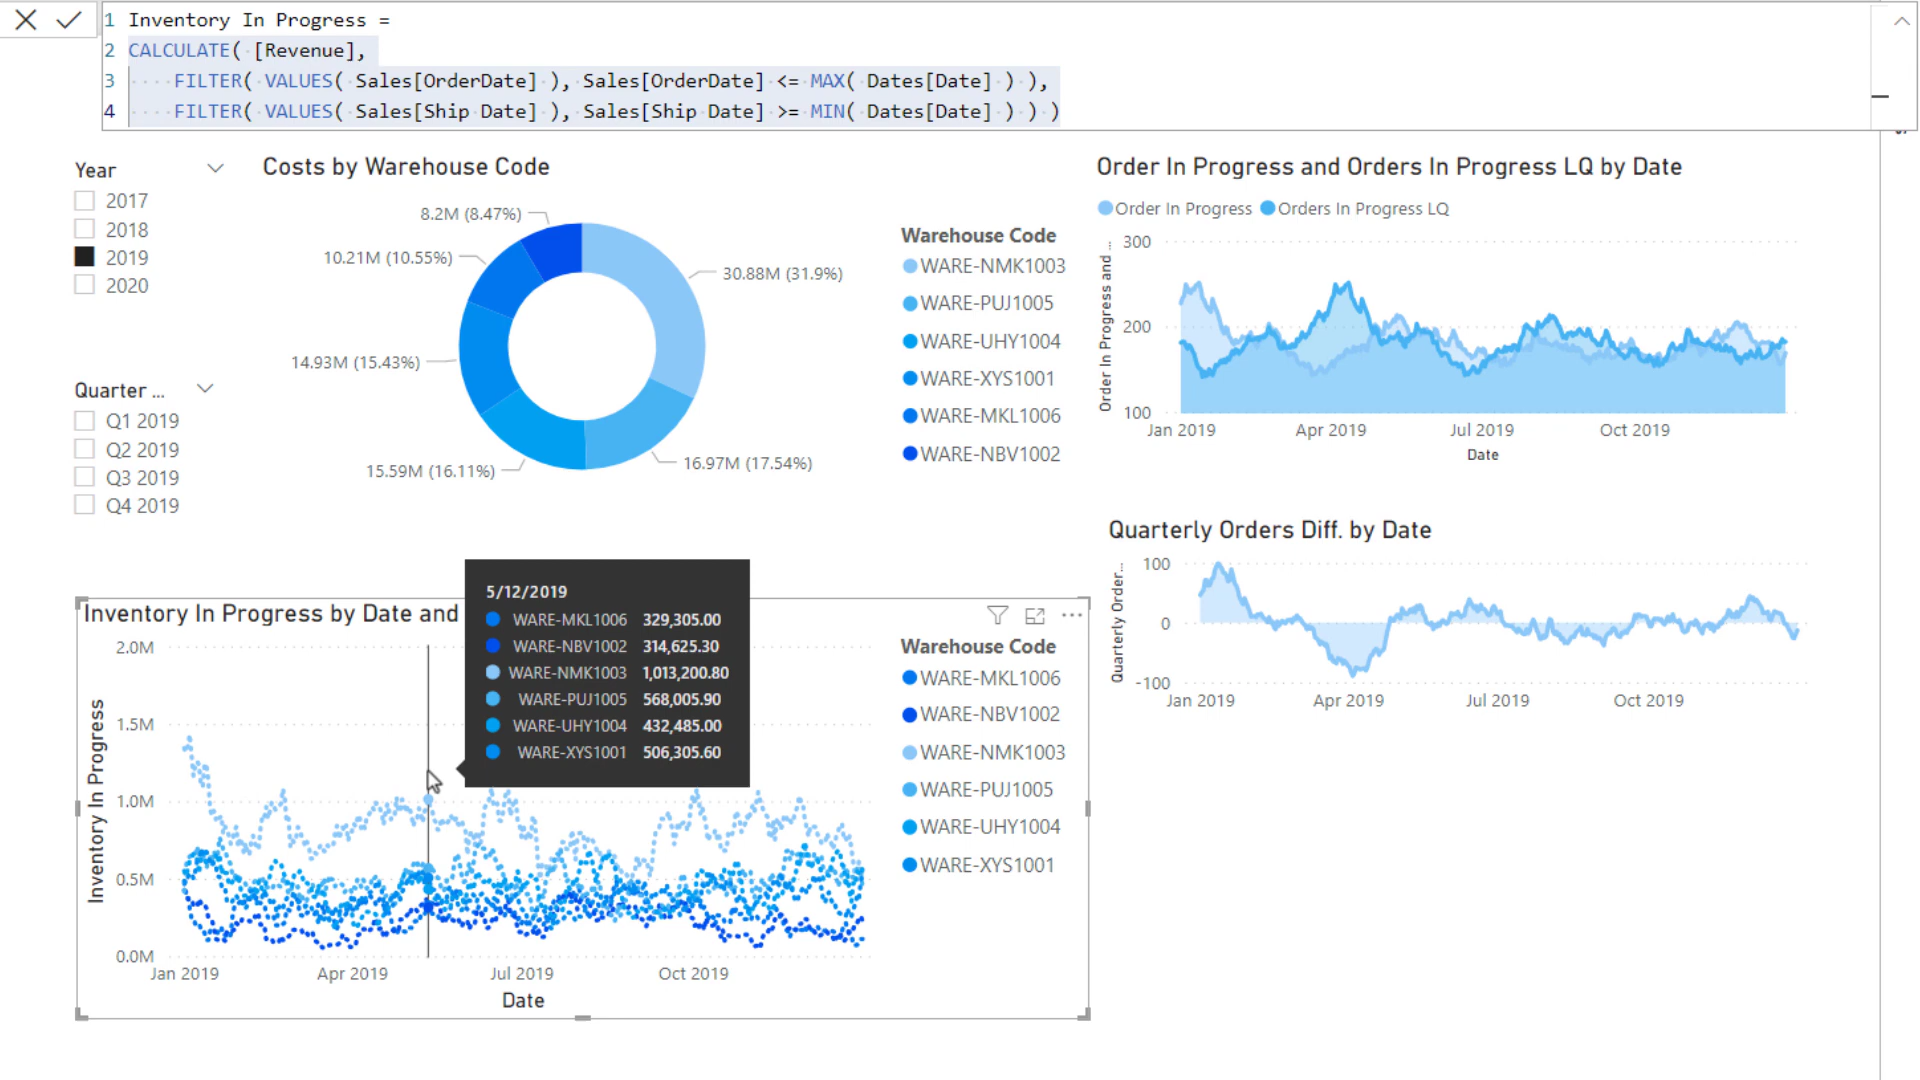 1 Inventory In Progress =
2 CALCULATE( [Revenue],
3 FILTER( VALUES( Sales[OrderDate] ), Sales[OrderDate] <= MAX( Dates[Date] ) ),
4 FILTER( VALUES( Sales[Ship Date] ), Sales[Ship Date] >= MIN( Dates[Date] ) ) )
Year
2017
2018
2019
2020
Quarter ...
Q1 2019
Q2 2019
Q3 2019
Q4 2019
Costs by Warehouse Code
8.2M (8.47%)
10.21M (10.55%)
14.93M (15.43%)
15.59M (16.11%)
16.97M (17.54%)
30.88M (31.9%)
Warehouse Code
WARE-NMK1003
WARE-PUJ1005
WARE-UHY1004
WARE-XYS1001
WARE-MKL1006
WARE-NBV1002
Order In Progress and Orders In Progress LQ by Date
Order In Progress Orders In Progress LQ
Order In Progress and ...
300
200
100
Jan 2019 Apr 2019 Jul 2019 Oct 2019
Date
Quarterly Orders Diff. by Date
Quarterly Order...
100
0
-100
Jan 2019 Apr 2019 Jul 2019 Oct 2019
Inventory In Progress by Date and
Inventory In Progress
2.0M
1.5M
1.0M
0.5M
0.0M
Jan 2019 Apr 2019 Jul 2019 Oct 2019
Date
5/12/2019
WARE-MKL1006 329,305.00
WARE-NBV1002 314,625.30
WARE-NMK1003 1,013,200.80
WARE-PUJ1005 568,005.90
WARE-UHY1004 432,485.00
WARE-XYS1001 506,305.60
Warehouse Code
WARE-MKL1006
WARE-NBV1002
WARE-NMK1003
WARE-PUJ1005
WARE-UHY1004
WARE-XYS1001